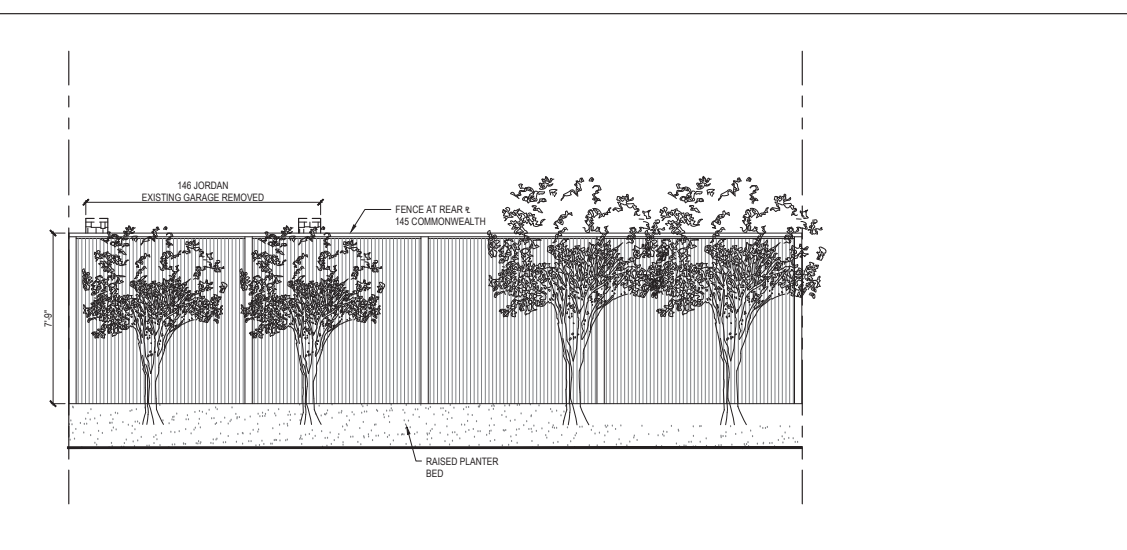 146 JORDAN
EXISTING GARAGE REMOVED
FENCE AT REAR ℄
145 COMMONWEALTH
7'-9"
RAISED PLANTER
BED